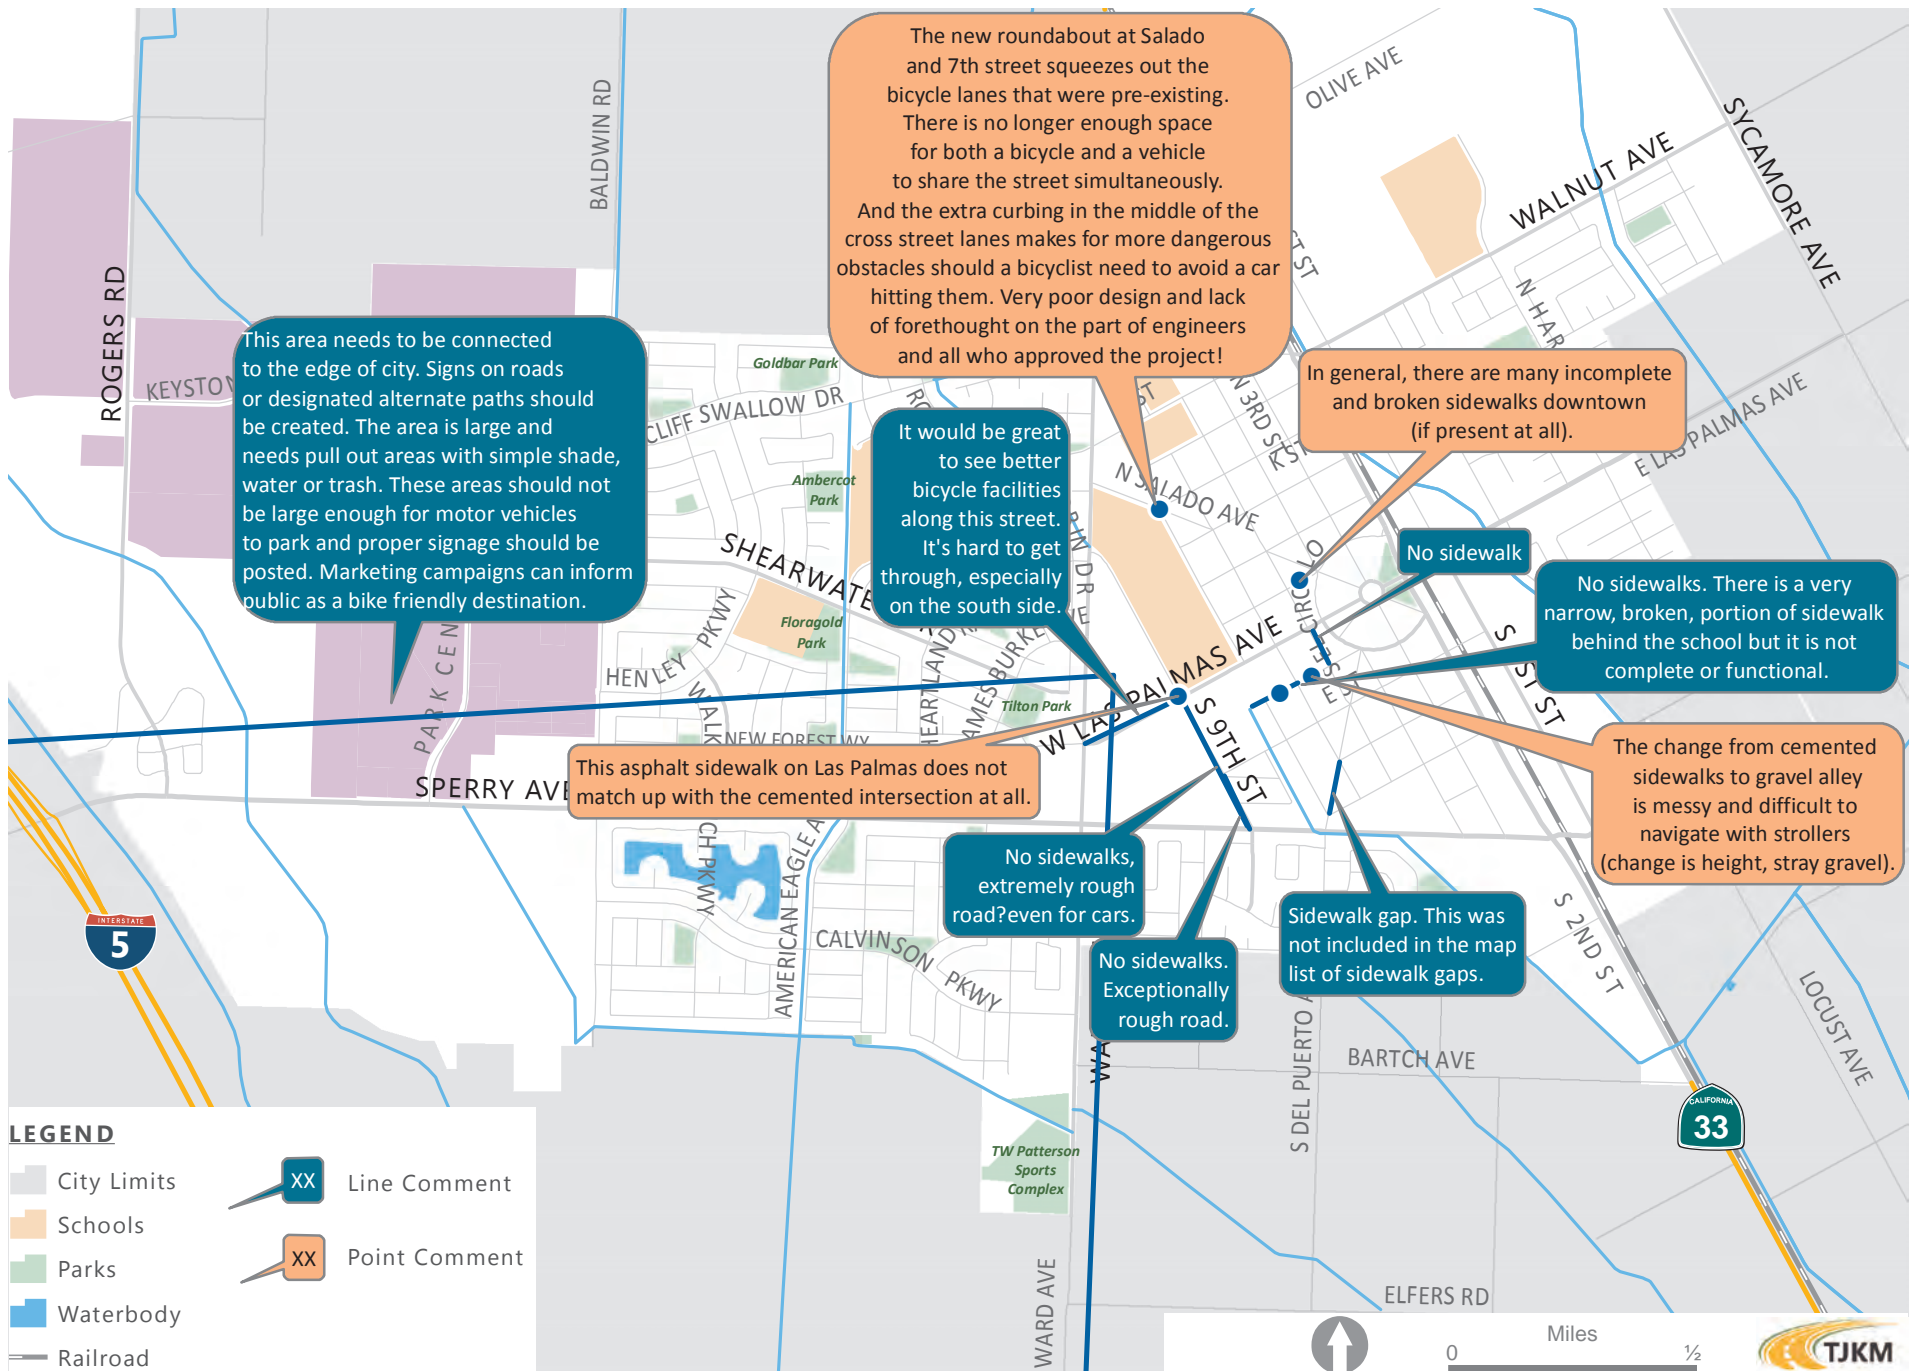 The new roundabout at Salado
and 7th street squeezes out the
bicycle lanes that were pre-existing.
There is no longer enough space
for both a bicycle and a vehicle
to share the street simultaneously.
And the extra curbing in the middle of the
cross street lanes makes for more dangerous
obstacles should a bicyclist need to avoid a car
hitting them. Very poor design and lack
of forethought on the part of engineers
and all who approved the project!
OLIVE AVE
WALNUT AVE
SYCAMORE AVE
BALDWIN RD
ROGERS RD
This area needs to be connected
to the edge of city. Signs on roads
or designated alternate paths should
be created. The area is large and
needs pull out areas with simple shade,
water or trash. These areas should not
be large enough for motor vehicles
to park and proper signage should be
posted. Marketing campaigns can inform
public as a bike friendly destination.
Goldbar Park
CLIFF SWALLOW DR
In general, there are many incomplete
and broken sidewalks downtown
(if present at all).
N 3RD ST
E LAS PALMAS AVE
It would be great
to see better
bicycle facilities
along this street.
It's hard to get
through, especially
on the south side.
Ambercot
Park
N SALADO AVE
No sidewalk
No sidewalks. There is a very
narrow, broken, portion of sidewalk
behind the school but it is not
complete or functional.
Floragold
Park
HENLEY PKWY
Tilton Park
W LAS PALMAS AVE
S 9TH ST
NEW FOREST WY
This asphalt sidewalk on Las Palmas does not
match up with the cemented intersection at all.
SPERRY AVE
The change from cemented
sidewalks to gravel alley
is messy and difficult to
navigate with strollers
(change is height, stray gravel).
No sidewalks,
extremely rough
road?even for cars.
Sidewalk gap. This was
not included in the map
list of sidewalk gaps.
No sidewalks.
Exceptionally
rough road.
CALVINSON PKWY
AMERICAN EAGLE A
S 2ND ST
LOCUST AVE
INTERSTATE
5
BARTCH AVE
S DEL PUERTO A
CALIFORNIA
33
TW Patterson
Sports
Complex
WARD AVE
ELFERS RD
LEGEND
City Limits
Schools
Parks
Waterbody
Railroad
XX Line Comment
XX Point Comment
Miles
0 ½
TJKM